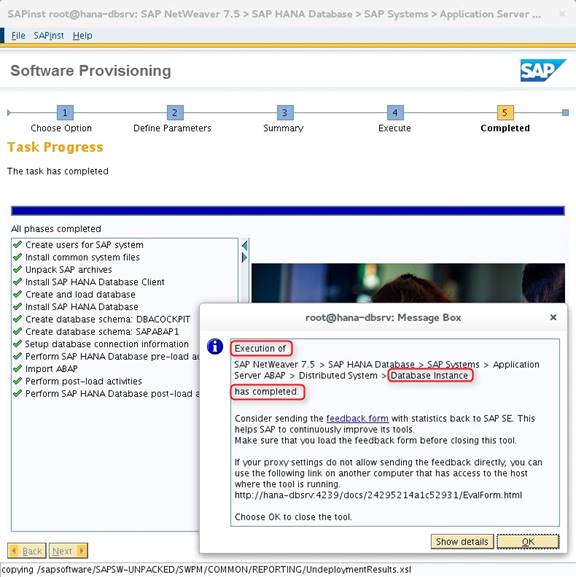 SAPinst root@hana-dbsrv: SAP NetWeaver 7.5 > SAP HANA Database > SAP Systems > Application Server ...
File SAPinst Help
Software Provisioning
SAP
1 2 3 4 5
Choose Option Define Parameters Summary Execute Completed
Task Progress
The task has completed
All phases completed
Create users for SAP system
Install common system files
Unpack SAP archives
Install SAP HANA Database Client
Create and load database
Install SAP HANA Database
Create database schema: DBACOCKPIT
Create database schema: SAPABAP1
Setup database connection information
Perform SAP HANA Database pre-load ac
Import ABAP
Perform post-load activities
Perform SAP HANA Database post-load a
root@hana-dbsrv: Message Box
Execution of
SAP NetWeaver 7.5 > SAP HANA Database > SAP Systems > Application
Server ABAP > Distributed System > Database Instance
has completed.
Consider sending the feedback form with statistics back to SAP SE. This
helps SAP to continuously improve its tools.
Make sure that you load the feedback form before closing this tool.
If your proxy settings do not allow sending the feedback directly, you can
use the following link on another computer that has access to the host
where the tool is running.
http://hana-dbsrv:4239/docs/24295214a1c52931/EvalForm.html
Choose OK to close the tool.
Show details OK
Back Next
copying /sapsoftware/SAPSW-UNPACKED/SWPM/COMMON/REPORTING/UndeploymentResults.xsl